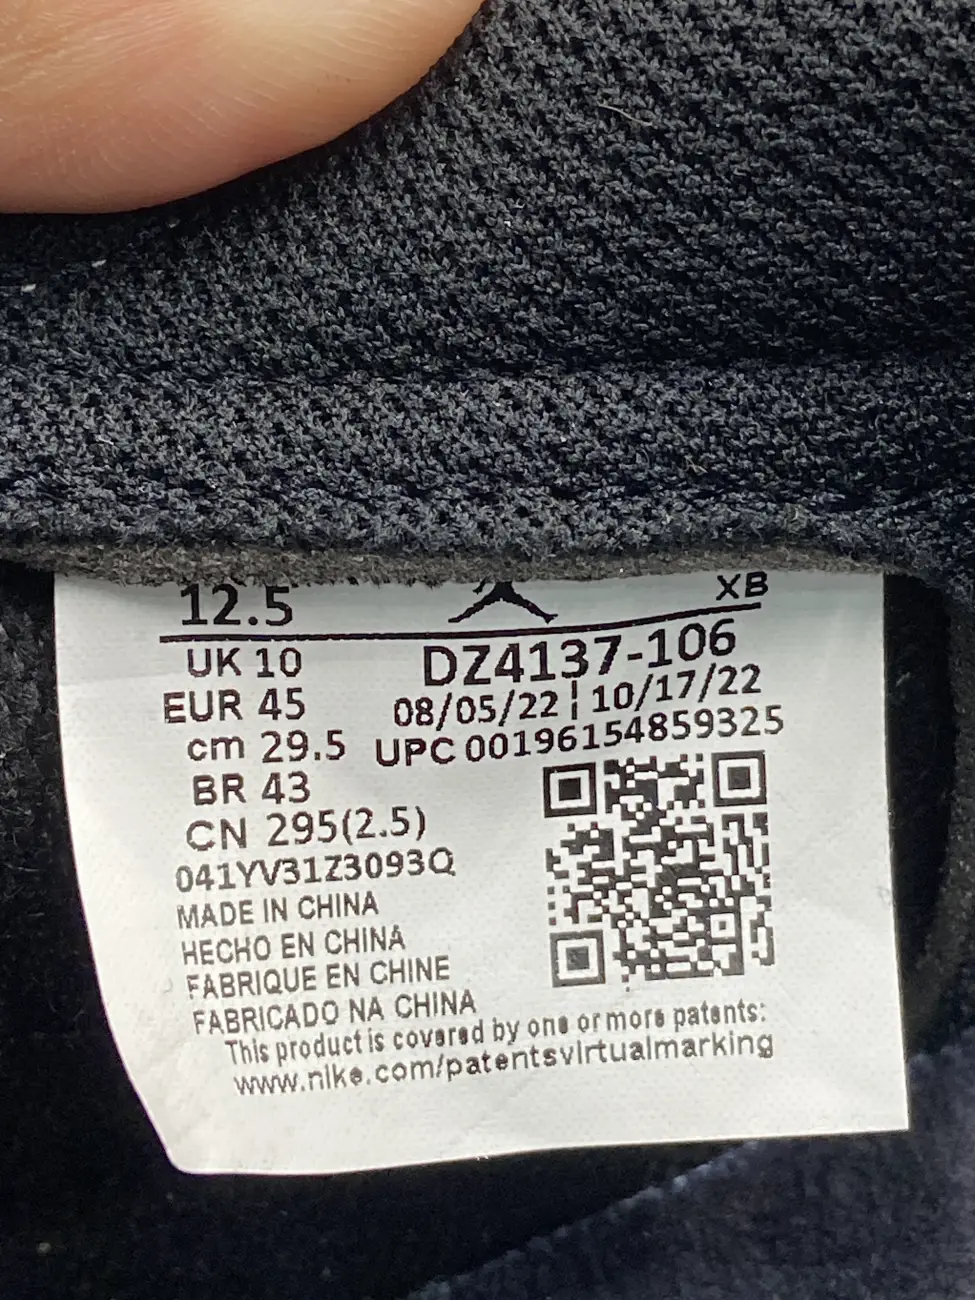 12.5
XB
UK 10
DZ4137-106
EUR 45
08/05/22 ¦ 10/17/22
cm 29.5
UPC 00196154859325
BR 43
CN 295(2.5)
041YV31Z3093Q
MADE IN CHINA
HECHO EN CHINA
FABRIQUE EN CHINE
FABRICADO NA CHINA
This product is covered by one or more patents:
www.nike.com/patentsvirtualmarking